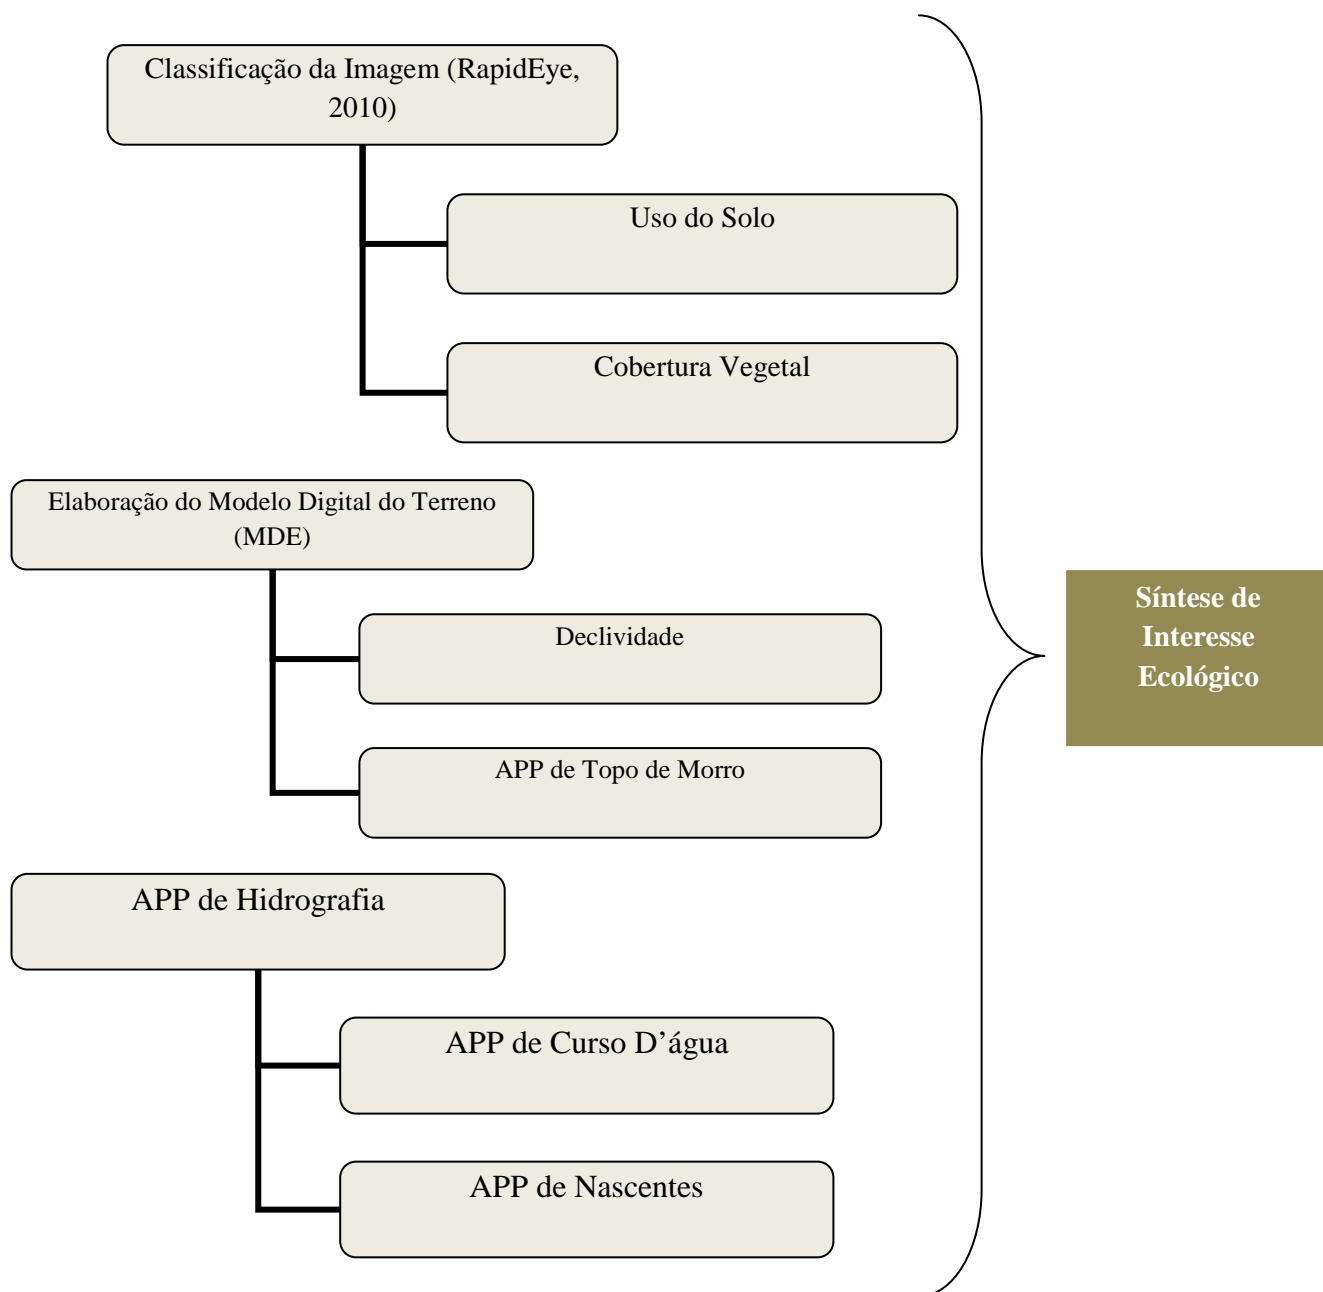 Classificação da Imagem (RapidEye,
2010)
Uso do Solo
Cobertura Vegetal
Elaboração do Modelo Digital do Terreno
(MDE)
Declividade
APP de Topo de Morro
APP de Hidrografia
APP de Curso D’água
APP de Nascentes
Síntese de
Interesse
Ecológico